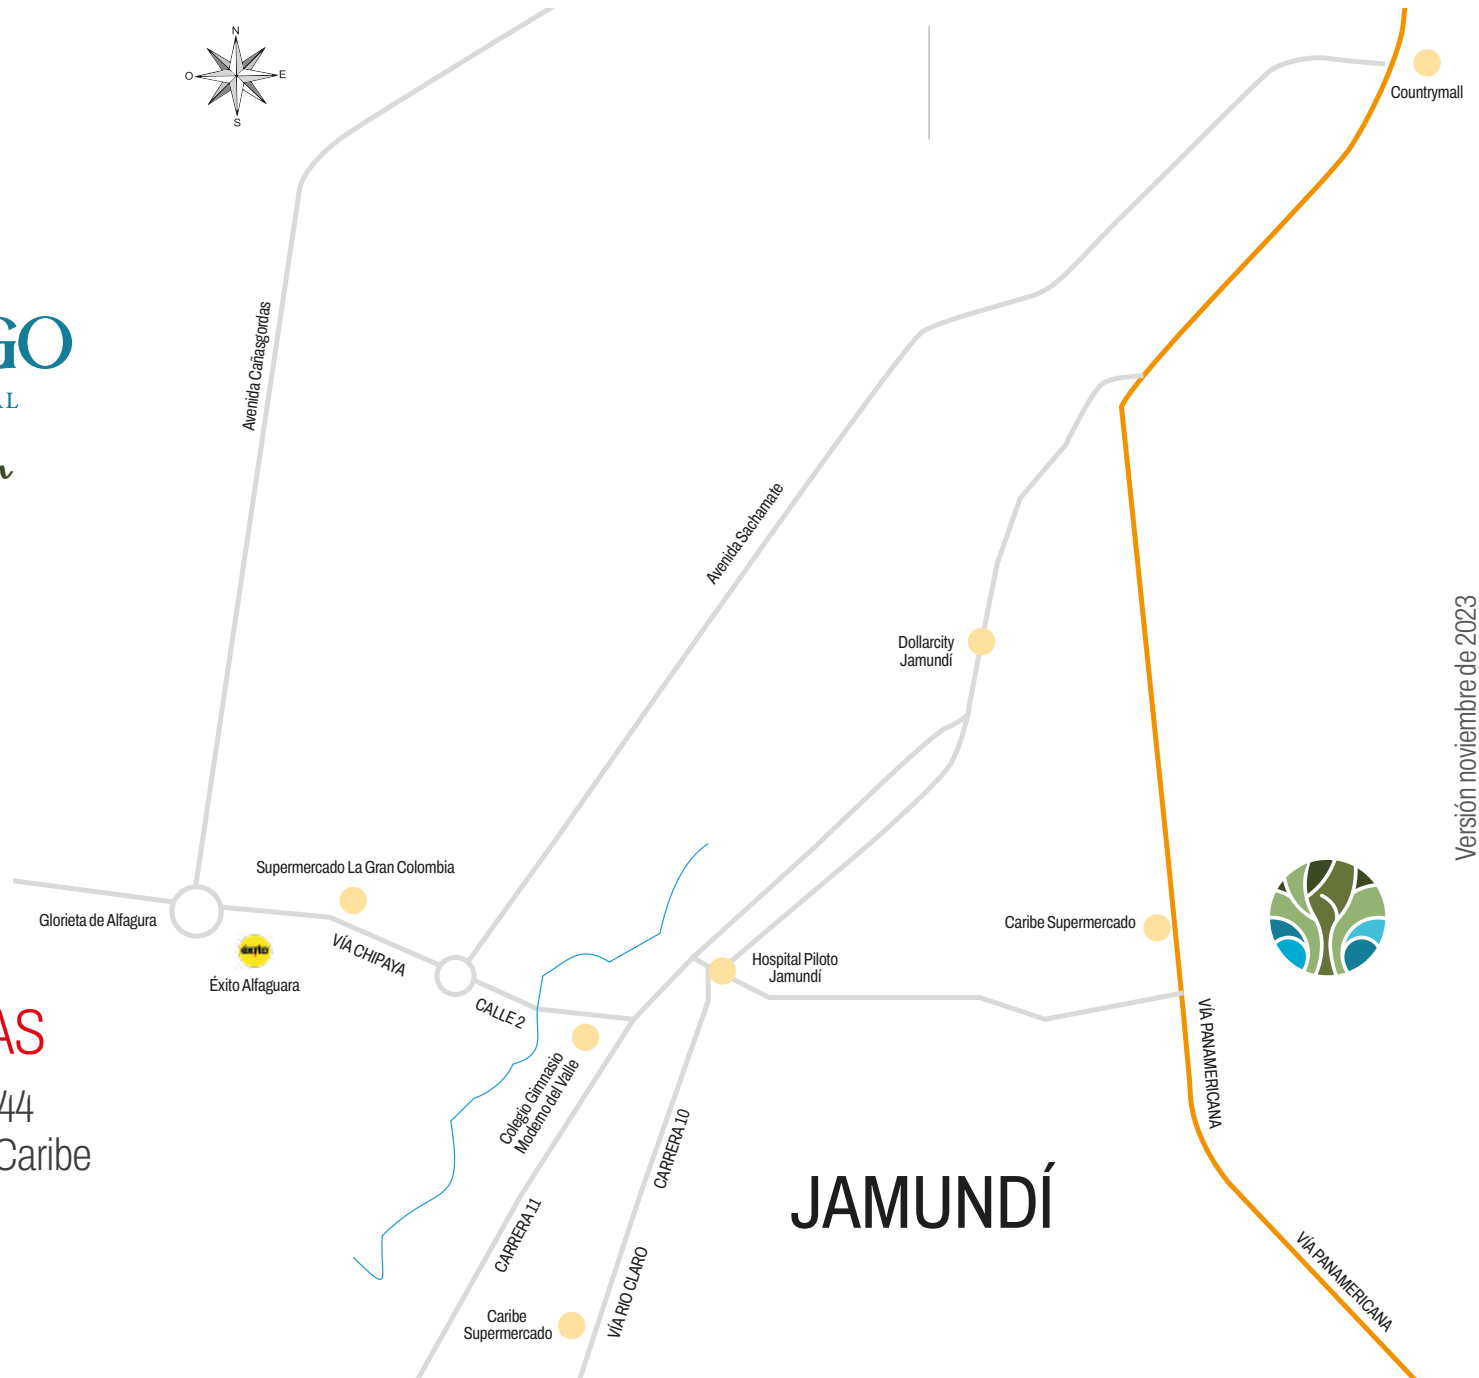 N
O
E
S
Countrymall
Avenida Cañasgordas
GO
AL
Avenida Sachamate
Versión noviembre de 2023
Dollarcity
Jamundí
Supermercado La Gran Colombia
Glorieta de Alfagura
éxito
Éxito Alfaguara
VÍA CHIPAYA
CALLE 2
Caribe Supermercado
Hospital Piloto
Jamundí
AS
44
Caribe
Colegio Gimnasio
Moderno del Valle
VÍA PANAMERICANA
CARRERA 10
CARRERA 11
JAMUNDÍ
VÍA RIO CLARO
VÍA PANAMERICANA
Caribe
Supermercado